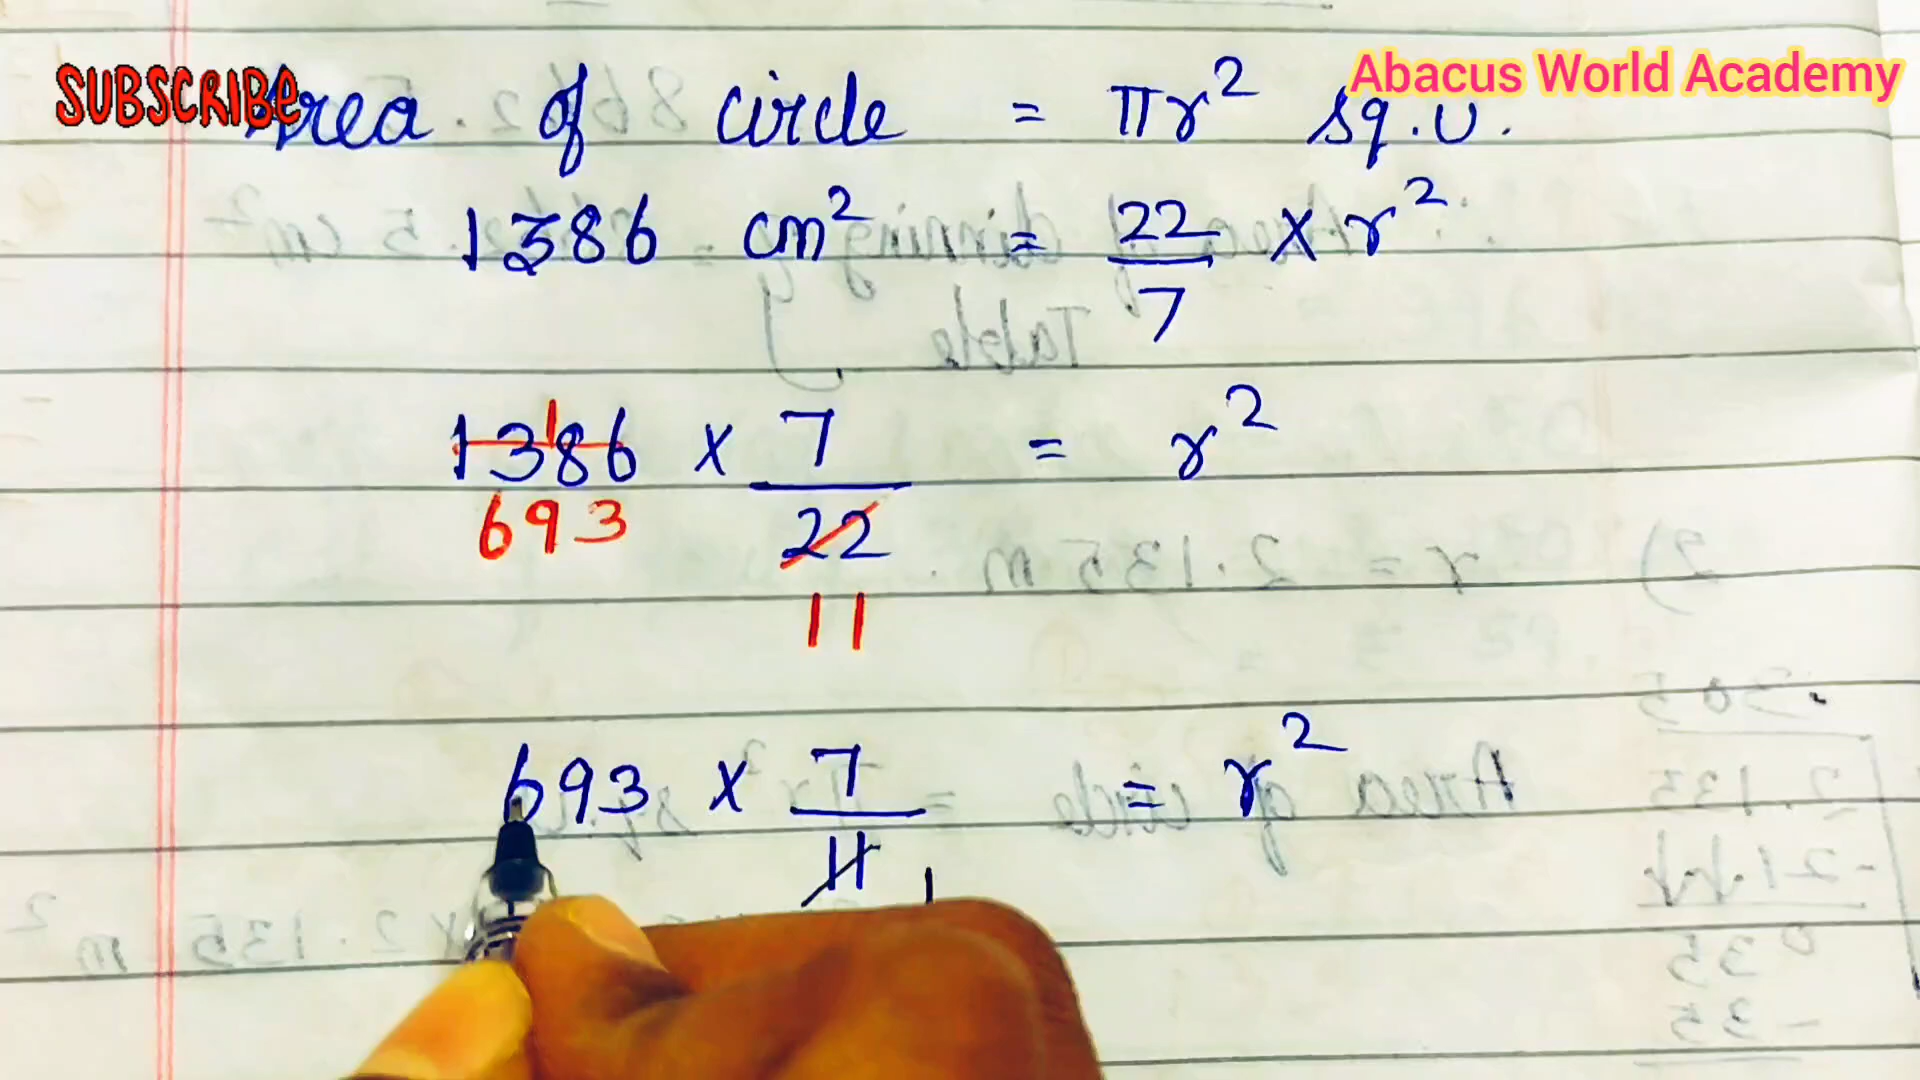 SUBSCRIBE
Abacus World Academy
Area of circle = πr² sq.u.
1386 cm² = 22/7 × r²
1386 × 7/22 = r²
693 11
693 × 7/11 = r²
1